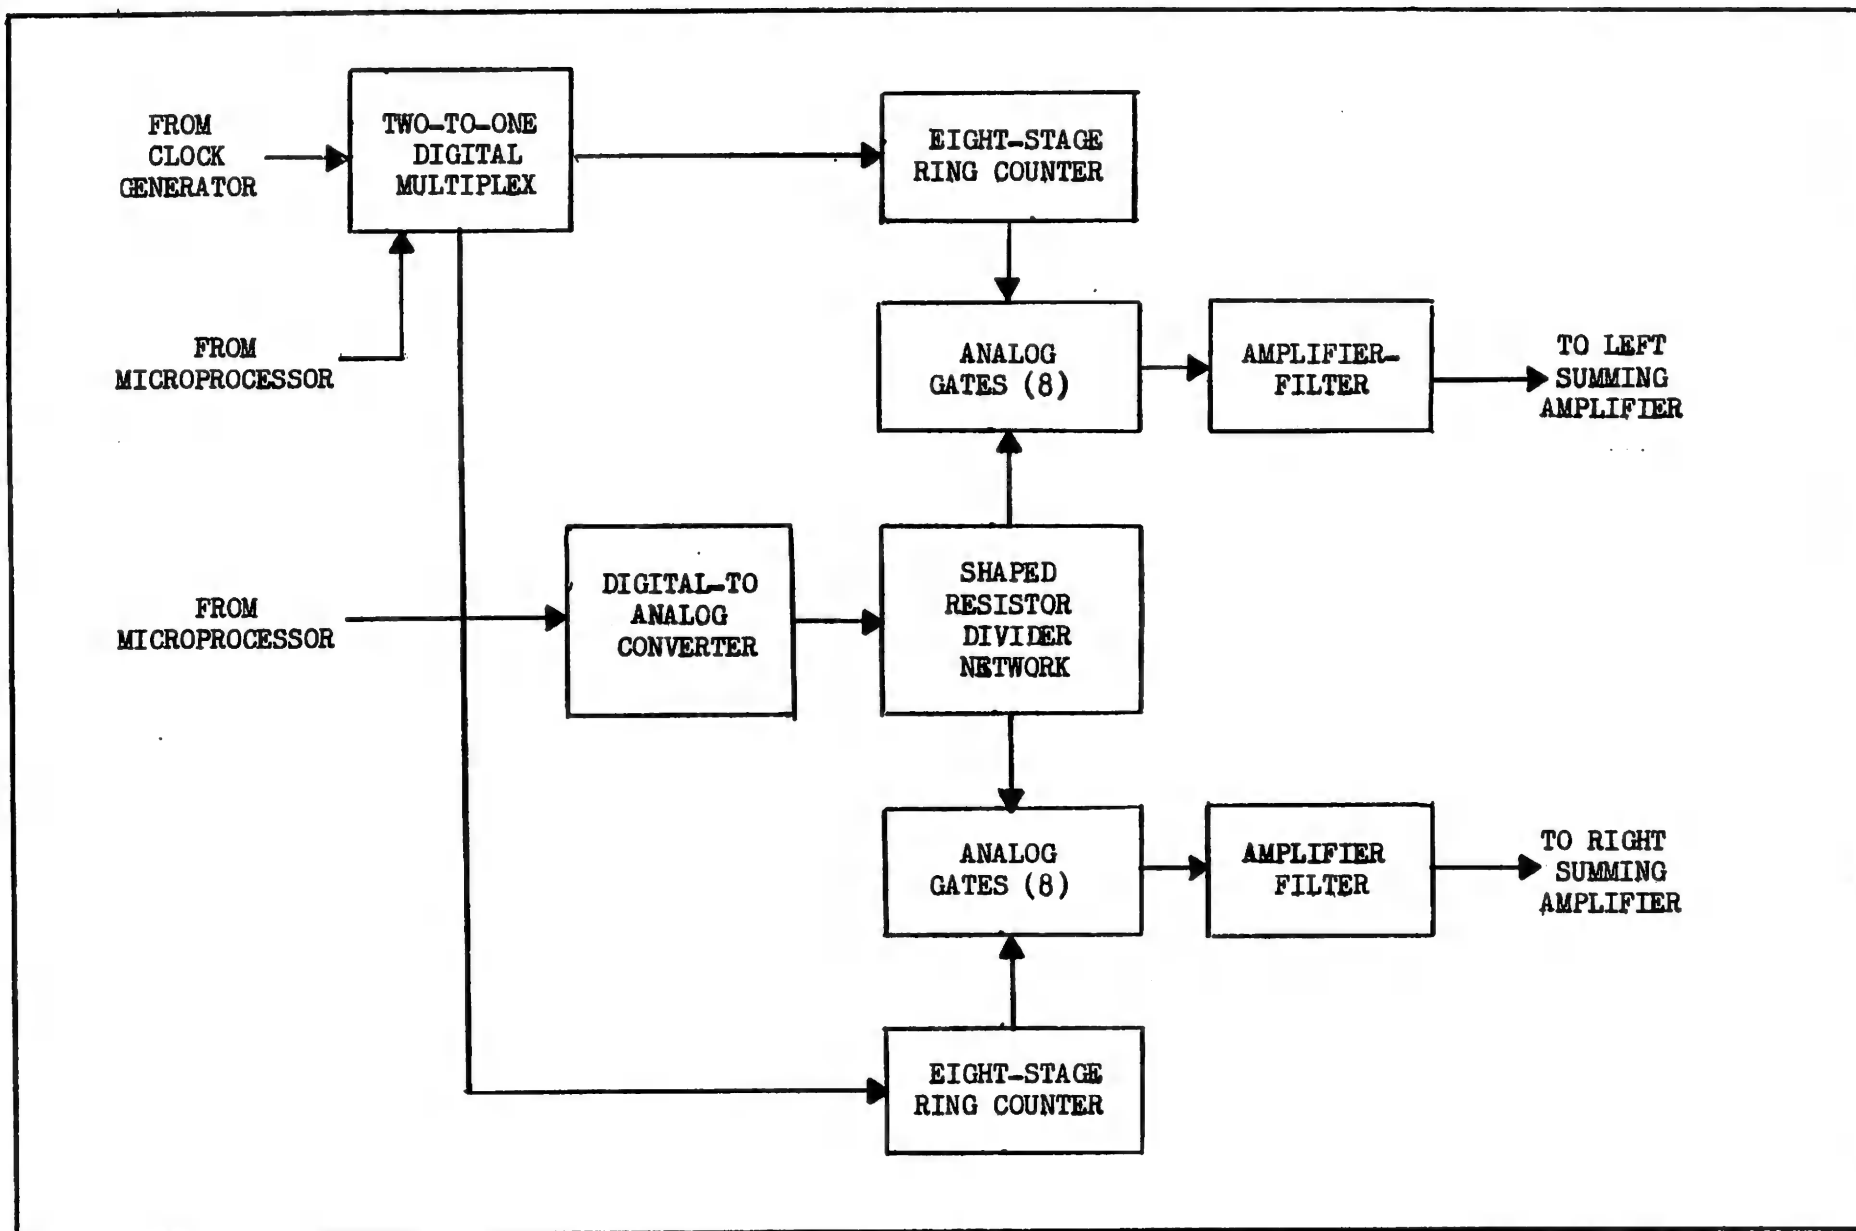 FROM
CLOCK
GENERATOR
TWO-TO-ONE
DIGITAL
MULTIPLEX
EIGHT-STAGE
RING COUNTER
FROM
MICROPROCESSOR
ANALOG
GATES (8)
AMPLIFIER-
FILTER
TO LEFT
SUMMING
AMPLIFIER
FROM
MICROPROCESSOR
DIGITAL-TO
ANALOG
CONVERTER
SHAPED
RESISTOR
DIVIDER
NETWORK
ANALOG
GATES (8)
AMPLIFIER
FILTER
TO RIGHT
SUMMING
AMPLIFIER
EIGHT-STAGE
RING COUNTER